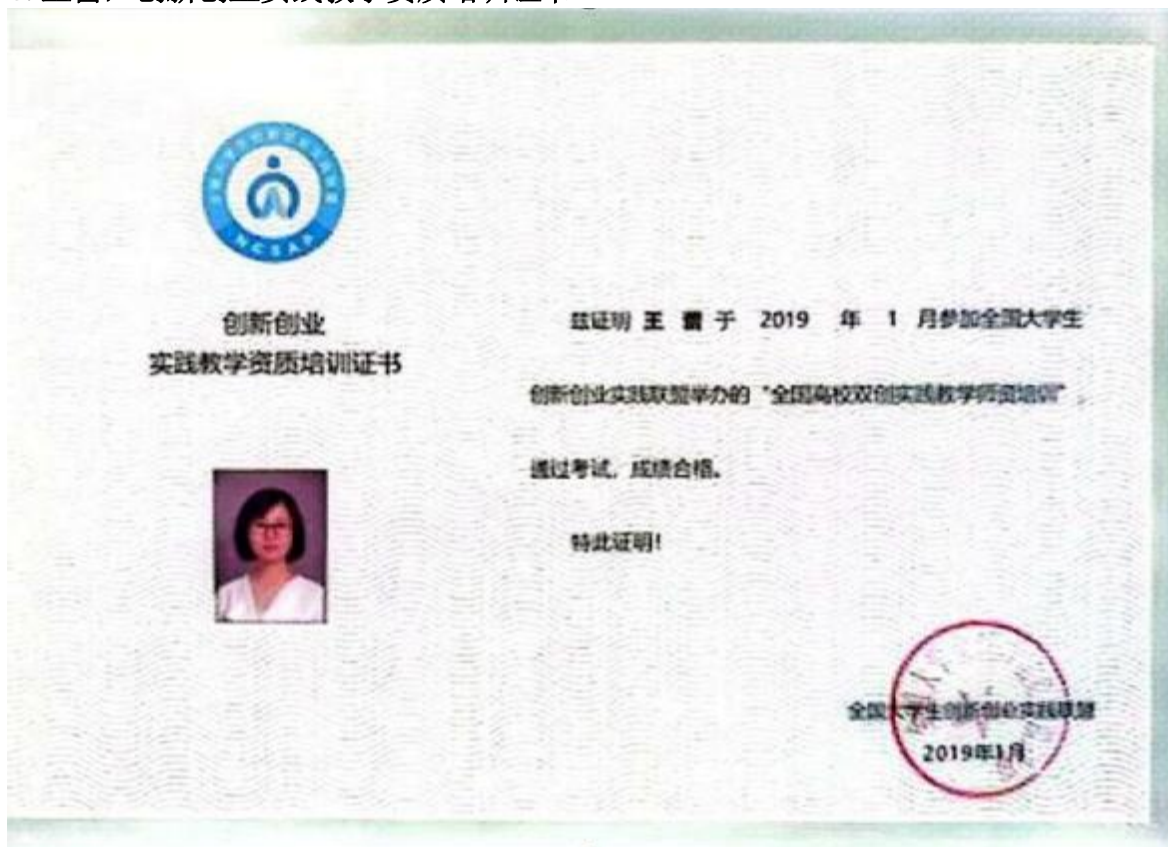 NCSAP
创新创业
实践教学资质培训证书
兹证明 王 蕾 于 2019 年 1 月参加全国大学生
创新创业实践联盟举办的“全国高校双创实践教学师资培训”,
通过考试，成绩合格。
特此证明！
全国大学生创新创业实践联盟
2019年1月